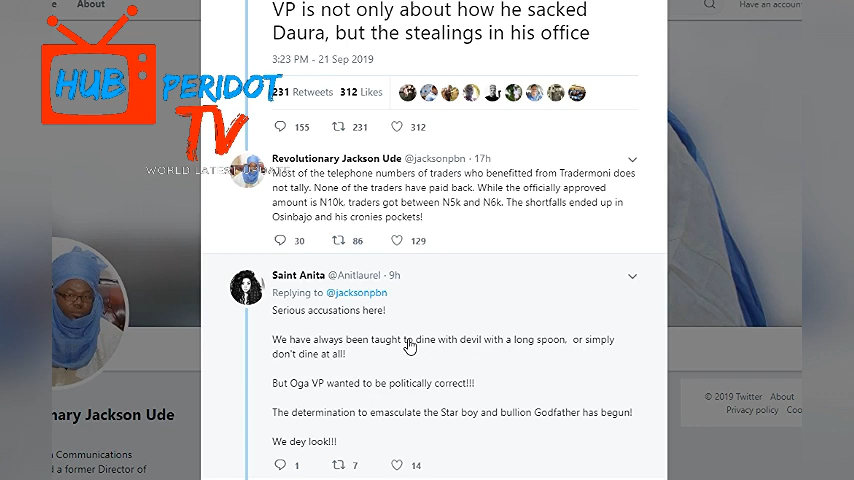 e About
Have an account
VP is not only about how he sacked
Daura, but the stealings in his office
3:23 PM - 21 Sep 2019
231 Retweets 312 Likes
155 231 312
HUB PERIDOT
TV
WORLD LATEST UPDATE
Revolutionary Jackson Ude @jacksonpbn · 17h
Most of the telephone numbers of traders who benefitted from Tradermoni does
not tally. None of the traders have paid back. While the officially approved
amount is N10k, traders got between N5k and N6k. The shortfalls ended up in
Osinbajo and his cronies pockets!
30 86 129
Saint Anita @Anitlaurel · 9h
Replying to @jacksonpbn
Serious accusations here!
We have always been taught to dine with devil with a long spoon, or simply
don't dine at all!
But Oga VP wanted to be politically correct!!!
The determination to emasculate the Star boy and bullion Godfather has begun!
We dey look!!!
1 7 14
nary Jackson Ude
Communications
d a former Director of
© 2019 Twitter About
Privacy policy Coo